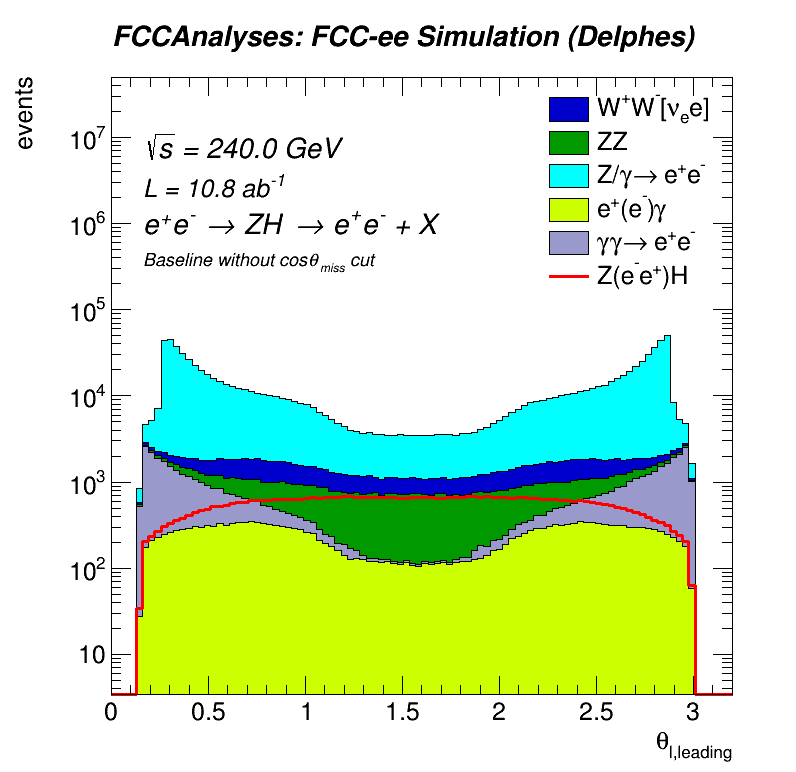 FCCAnalyses: FCC-ee Simulation (Delphes)
events
√s = 240.0 GeV
L = 10.8 ab⁻¹
e⁺e⁻ → ZH → e⁺e⁻ + X
Baseline without cosθ_miss cut
W⁺W⁻[νₑe]
ZZ
Z/γ→ e⁺e⁻
e⁺(e⁻)γ
γγ→ e⁺e⁻
Z(e⁻e⁺)H
10⁷
10⁶
10⁵
10⁴
10³
10²
10
0 0.5 1 1.5 2 2.5 3
θ_l,leading